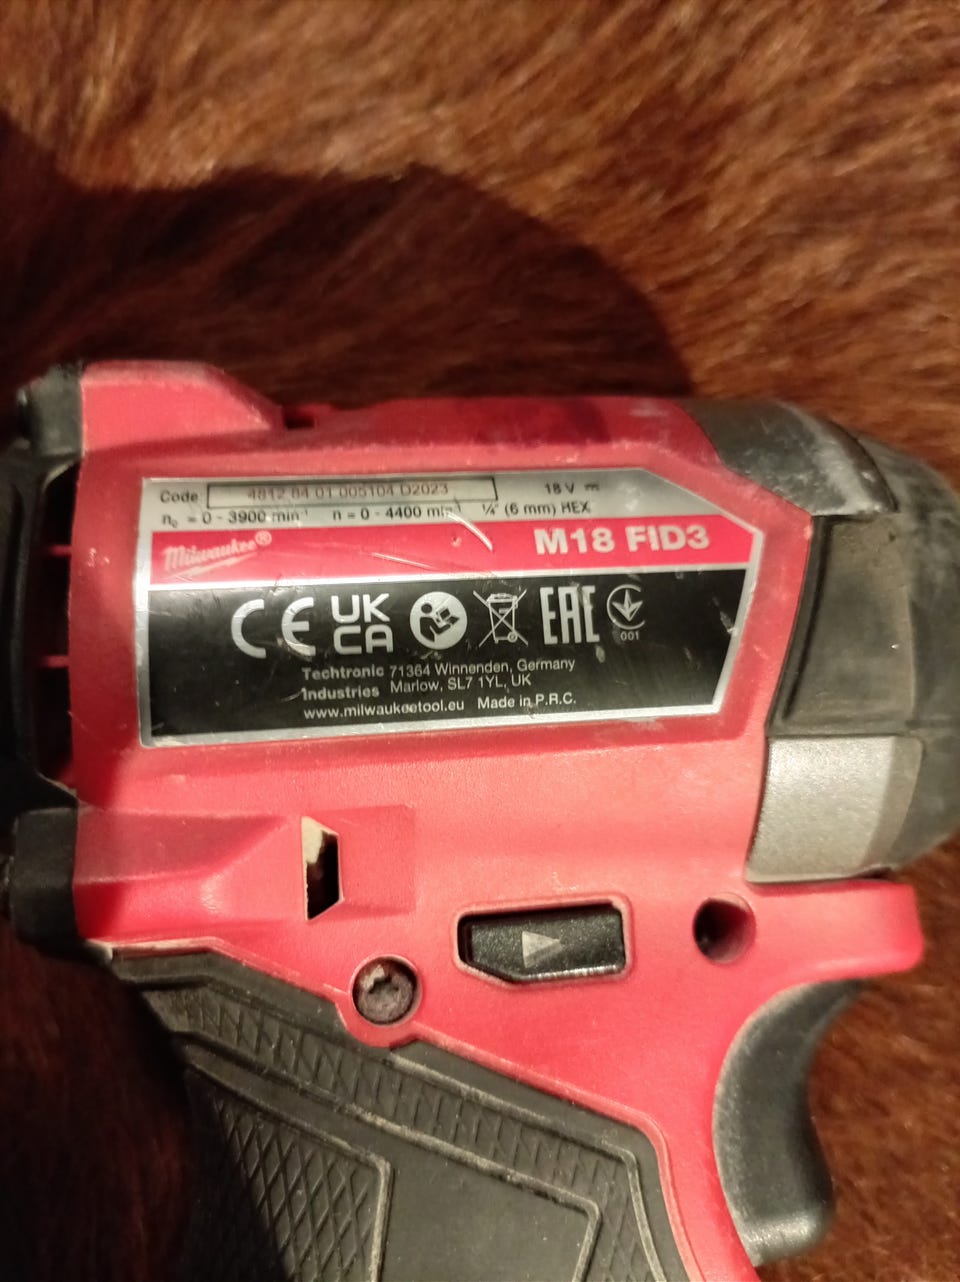 Code 4812 84 01 005104 D2023 18 V ⎓
n₀ = 0 - 3900 min⁻¹ n = 0 - 4400 min⁻¹ ¼" (6 mm) HEX
Milwaukee® M18 FID3
CE UK CA EAC 001
Techtronic 71364 Winnenden, Germany
Industries Marlow, SL7 1YL, UK
www.milwaukeetool.eu Made in P.R.C.